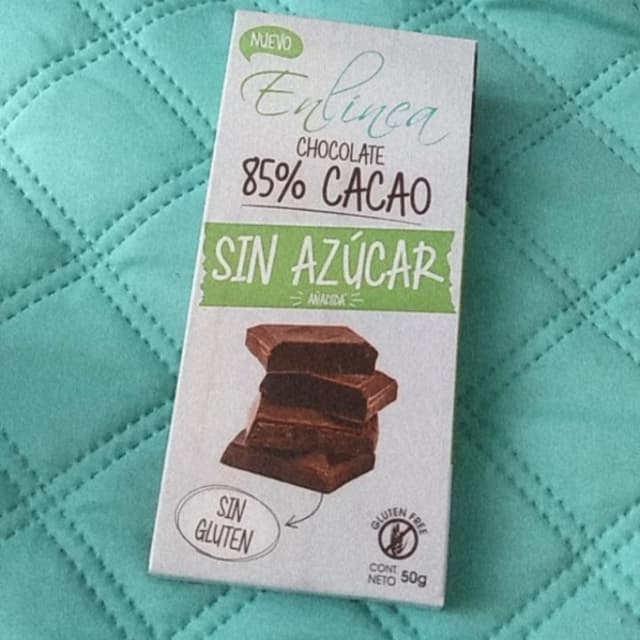 NUEVO
Enlinea
CHOCOLATE
85% CACAO
SIN AZÚCAR
AÑADIDA
SIN
GLUTEN
GLUTEN FREE
CONT.
NETO 50g